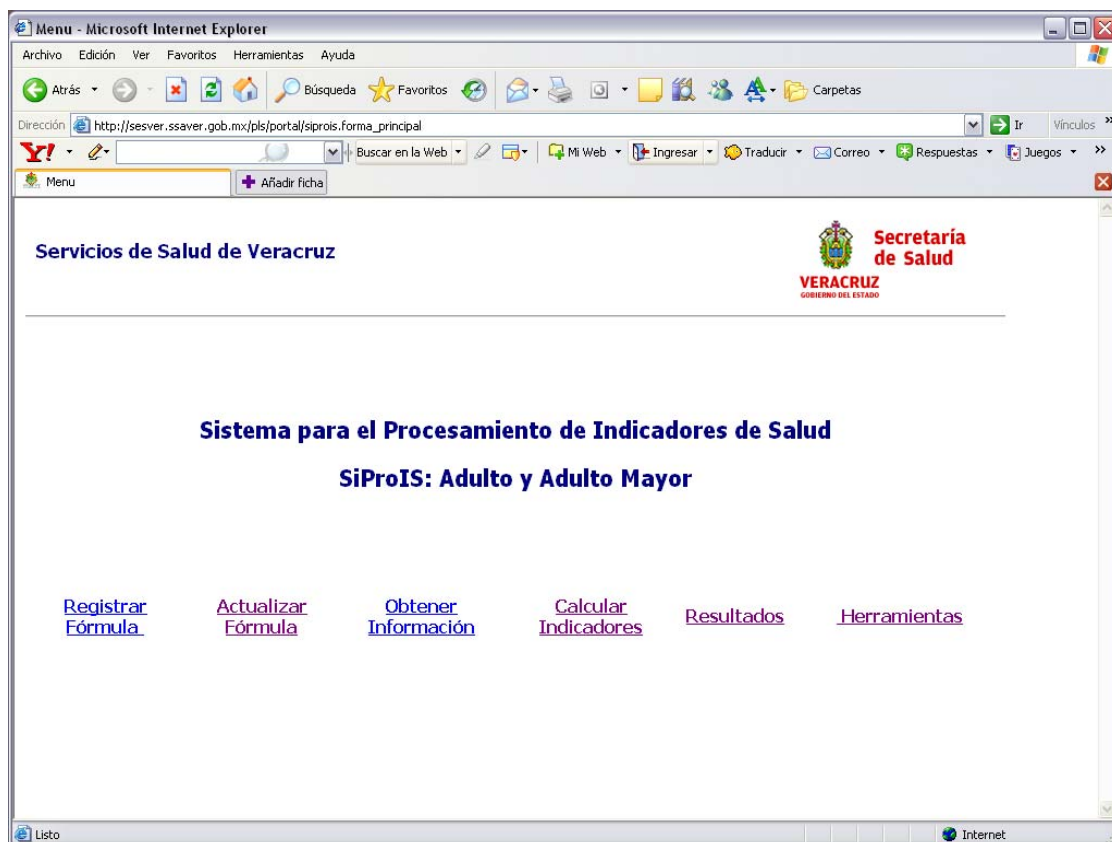 Menu - Microsoft Internet Explorer
Archivo Edición Ver Favoritos Herramientas Ayuda
Atrás Búsqueda Favoritos Carpetas
Dirección http://sesver.ssaver.gob.mx/pls/portal/siprois.forma_principal Ir Vínculos »
Y! Buscar en la Web Mi Web Ingresar Traducir Correo Respuestas Juegos »
Menu Añadir ficha
Servicios de Salud de Veracruz
Secretaría
de Salud
VERACRUZ
GOBIERNO DEL ESTADO
Sistema para el Procesamiento de Indicadores de Salud
SiProIS: Adulto y Adulto Mayor
Registrar Fórmula
Actualizar Fórmula
Obtener Información
Calcular Indicadores
Resultados
Herramientas
Listo Internet